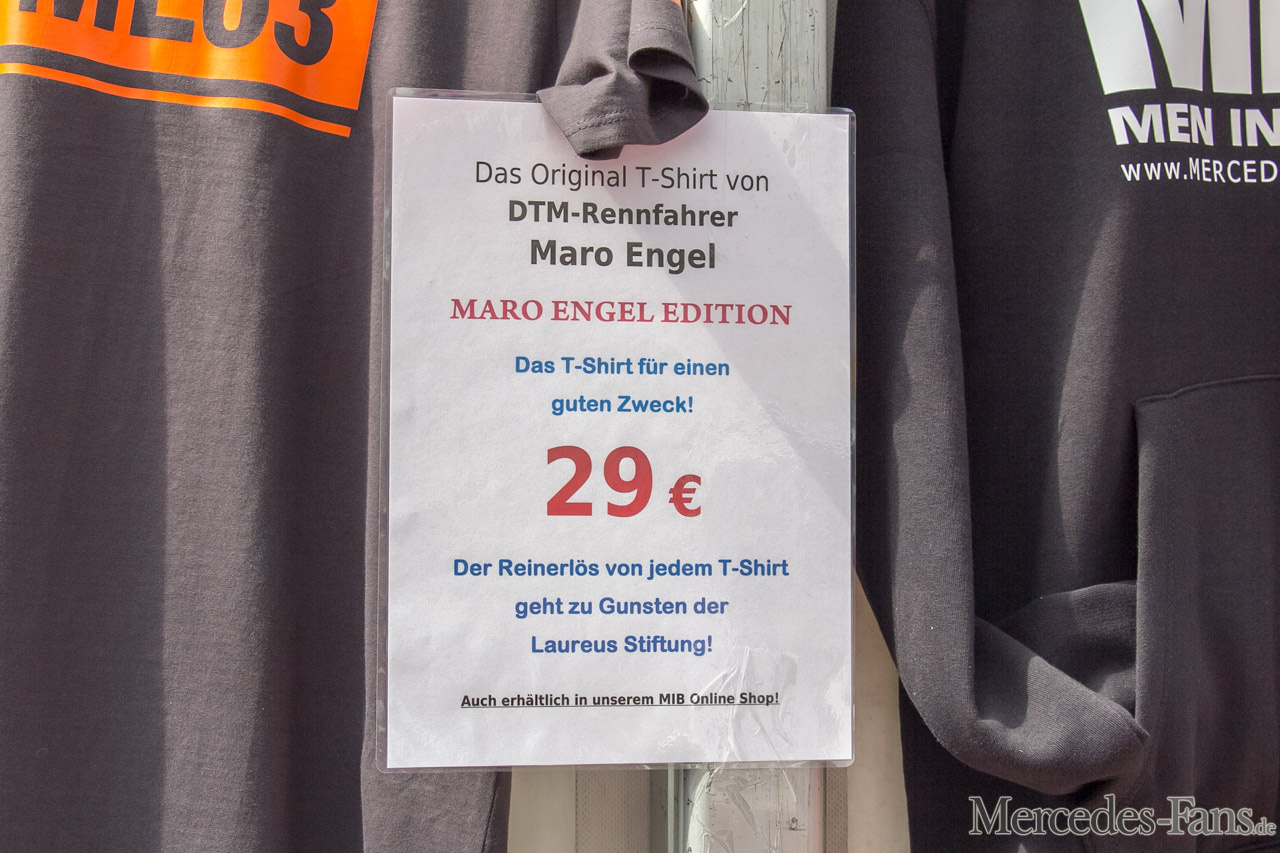 ML63
Das Original T-Shirt von
DTM-Rennfahrer
Maro Engel
MARO ENGEL EDITION
Das T-Shirt für einen
guten Zweck!
29 €
Der Reinerlös von jedem T-Shirt
geht zu Gunsten der
Laureus Stiftung!
Auch erhältlich in unserem MIB Online Shop!
MEN IN
www.MERCED
Mercedes-Fans.de